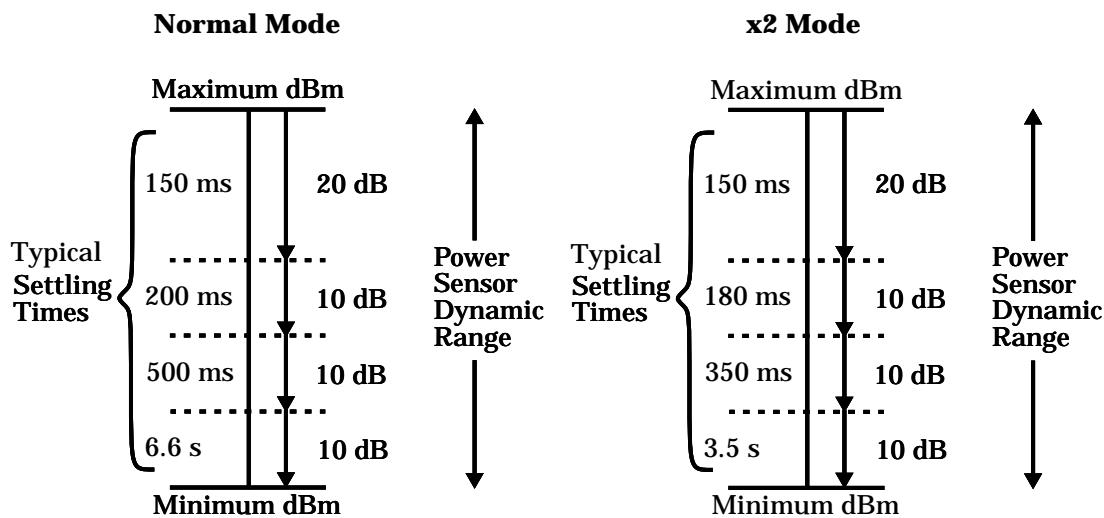 Normal Mode
Maximum dBm
150 ms
20 dB
Typical
Settling
Times
200 ms
10 dB
500 ms
10 dB
6.6 s
10 dB
Minimum dBm
Power
Sensor
Dynamic
Range
x2 Mode
Maximum dBm
150 ms
20 dB
Typical
Settling
Times
180 ms
10 dB
350 ms
10 dB
3.5 s
10 dB
Minimum dBm
Power
Sensor
Dynamic
Range